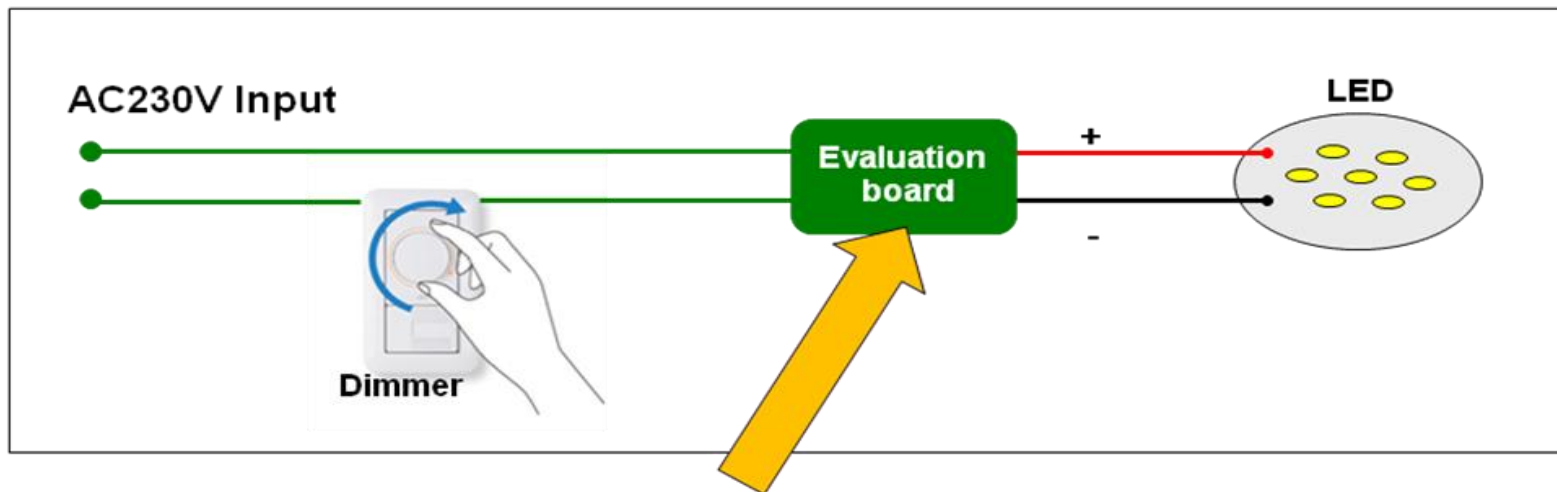 AC230V Input
LED
+
Evaluation
board
-
Dimmer